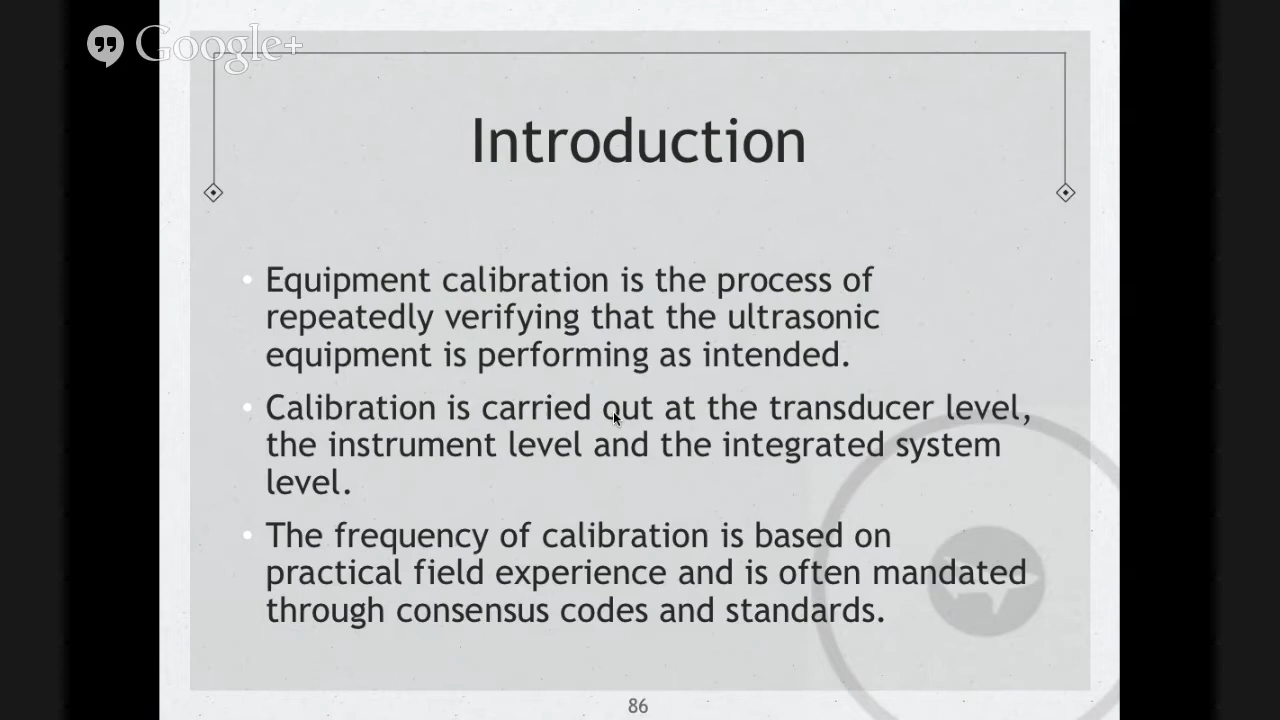 Google+
Introduction
• Equipment calibration is the process of
repeatedly verifying that the ultrasonic
equipment is performing as intended.
• Calibration is carried out at the transducer level,
the instrument level and the integrated system
level.
• The frequency of calibration is based on
practical field experience and is often mandated
through consensus codes and standards.
86